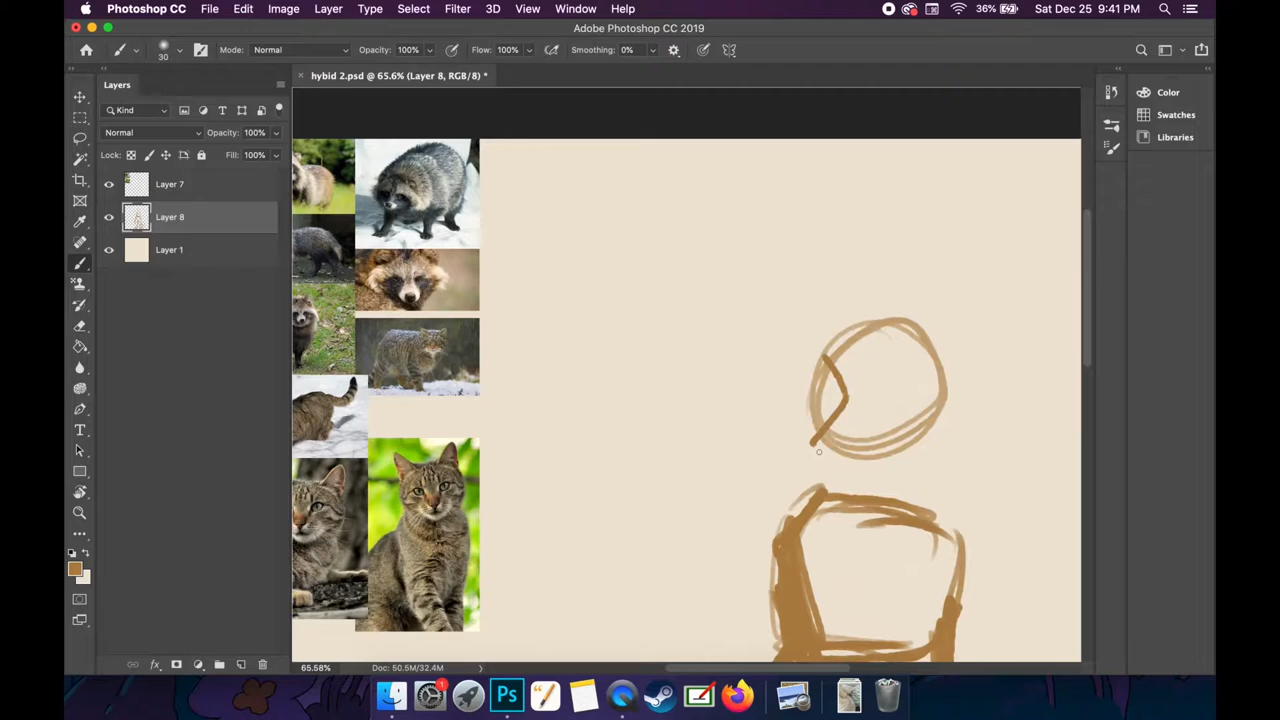 Photoshop CC File Edit Image Layer Type Select Filter 3D View Window Help 36% Sat Dec 25 9:41 PM
Adobe Photoshop CC 2019
30 Mode: Normal Opacity: 100% Flow: 100% Smoothing: 0%
× hybid 2.psd @ 65.6% (Layer 8, RGB/8) *
Layers
Kind
Normal Opacity: 100%
Lock: Fill: 100%
Layer 7
Layer 8
Layer 1
Color
Swatches
Libraries
65.58% Doc: 50.5M/32.4M
1
Ps